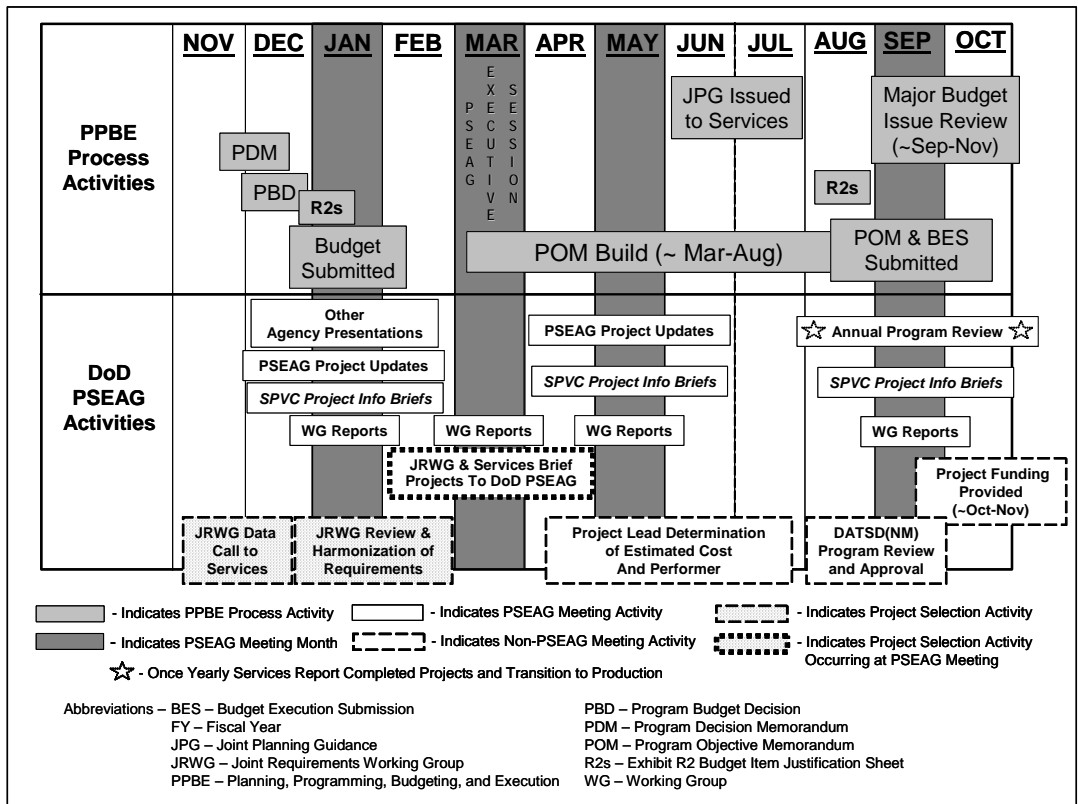 NOV DEC JAN FEB MAR APR MAY JUN JUL AUG SEP OCT
PPBE
Process
Activities
PSEAG
EXECUTIVE
SESSION
PDM
PBD
R2s
Budget
Submitted
POM Build (~ Mar-Aug)
JPG Issued
to Services
R2s
Major Budget
Issue Review
(~Sep-Nov)
POM & BES
Submitted
DoD
PSEAG
Activities
Other
Agency Presentations
PSEAG Project Updates
SPVC Project Info Briefs
WG Reports
WG Reports
JRWG & Services Brief
Projects To DoD PSEAG
PSEAG Project Updates
SPVC Project Info Briefs
WG Reports
Annual Program Review
SPVC Project Info Briefs
WG Reports
Project Funding
Provided
(~Oct-Nov)
JRWG Data
Call to
Services
JRWG Review &
Harmonization of
Requirements
Project Lead Determination
of Estimated Cost
And Performer
DATSD(NM)
Program Review
and Approval
- Indicates PPBE Process Activity
- Indicates PSEAG Meeting Activity
- Indicates Project Selection Activity
- Indicates PSEAG Meeting Month
- Indicates Non-PSEAG Meeting Activity
- Indicates Project Selection Activity
Occurring at PSEAG Meeting
- Once Yearly Services Report Completed Projects and Transition to Production
Abbreviations – BES – Budget Execution Submission
FY – Fiscal Year
JPG – Joint Planning Guidance
JRWG – Joint Requirements Working Group
PPBE – Planning, Programming, Budgeting, and Execution
PBD – Program Budget Decision
PDM – Program Decision Memorandum
POM – Program Objective Memorandum
R2s – Exhibit R2 Budget Item Justification Sheet
WG – Working Group